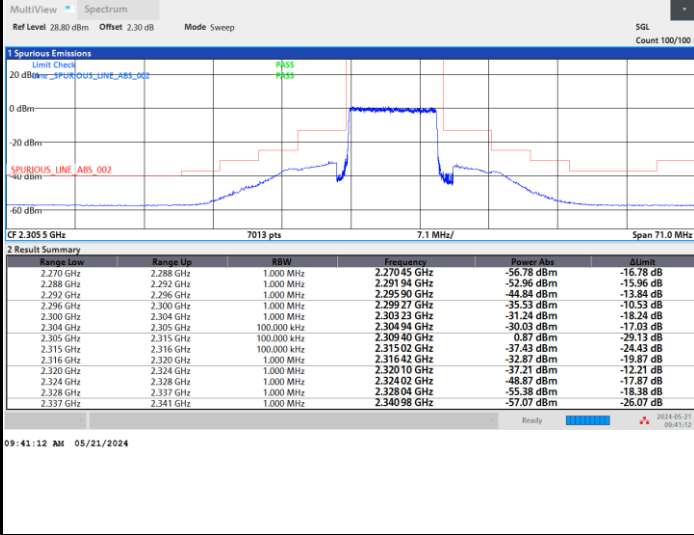 MultiView Spectrum
Ref Level 28.80 dBm Offset 2.30 dB Mode Sweep SGL
Count 100/100
1 Spurious Emissions
Limit Check PASS
20 dBm Line _SPURIOUS_LINE_ABS_002 PASS
0 dBm
-20 dBm
SPURIOUS_LINE_ABS_002
-40 dBm
-60 dBm
CF 2.305 5 GHz 7013 pts 7.1 MHz/ Span 71.0 MHz
2 Result Summary
Range Low Range Up RBW Frequency Power Abs ΔLimit
2.270 GHz 2.288 GHz 1.000 MHz 2.270 45 GHz -56.78 dBm -16.78 dB
2.288 GHz 2.292 GHz 1.000 MHz 2.291 94 GHz -52.96 dBm -15.96 dB
2.292 GHz 2.296 GHz 1.000 MHz 2.295 90 GHz -44.84 dBm -13.84 dB
2.296 GHz 2.300 GHz 1.000 MHz 2.299 27 GHz -35.53 dBm -10.53 dB
2.300 GHz 2.304 GHz 1.000 MHz 2.303 23 GHz -31.24 dBm -18.24 dB
2.304 GHz 2.305 GHz 100.000 kHz 2.304 94 GHz -30.03 dBm -17.03 dB
2.305 GHz 2.315 GHz 100.000 kHz 2.309 40 GHz 0.87 dBm -29.13 dB
2.315 GHz 2.316 GHz 100.000 kHz 2.315 02 GHz -37.43 dBm -24.43 dB
2.316 GHz 2.320 GHz 1.000 MHz 2.316 42 GHz -32.87 dBm -19.87 dB
2.320 GHz 2.324 GHz 1.000 MHz 2.320 10 GHz -37.21 dBm -12.21 dB
2.324 GHz 2.328 GHz 1.000 MHz 2.324 02 GHz -48.87 dBm -17.87 dB
2.328 GHz 2.337 GHz 1.000 MHz 2.328 04 GHz -55.38 dBm -18.38 dB
2.337 GHz 2.341 GHz 1.000 MHz 2.340 98 GHz -57.07 dBm -26.07 dB
Ready 2024-05-21
09:41:12
09:41:12 AM 05/21/2024